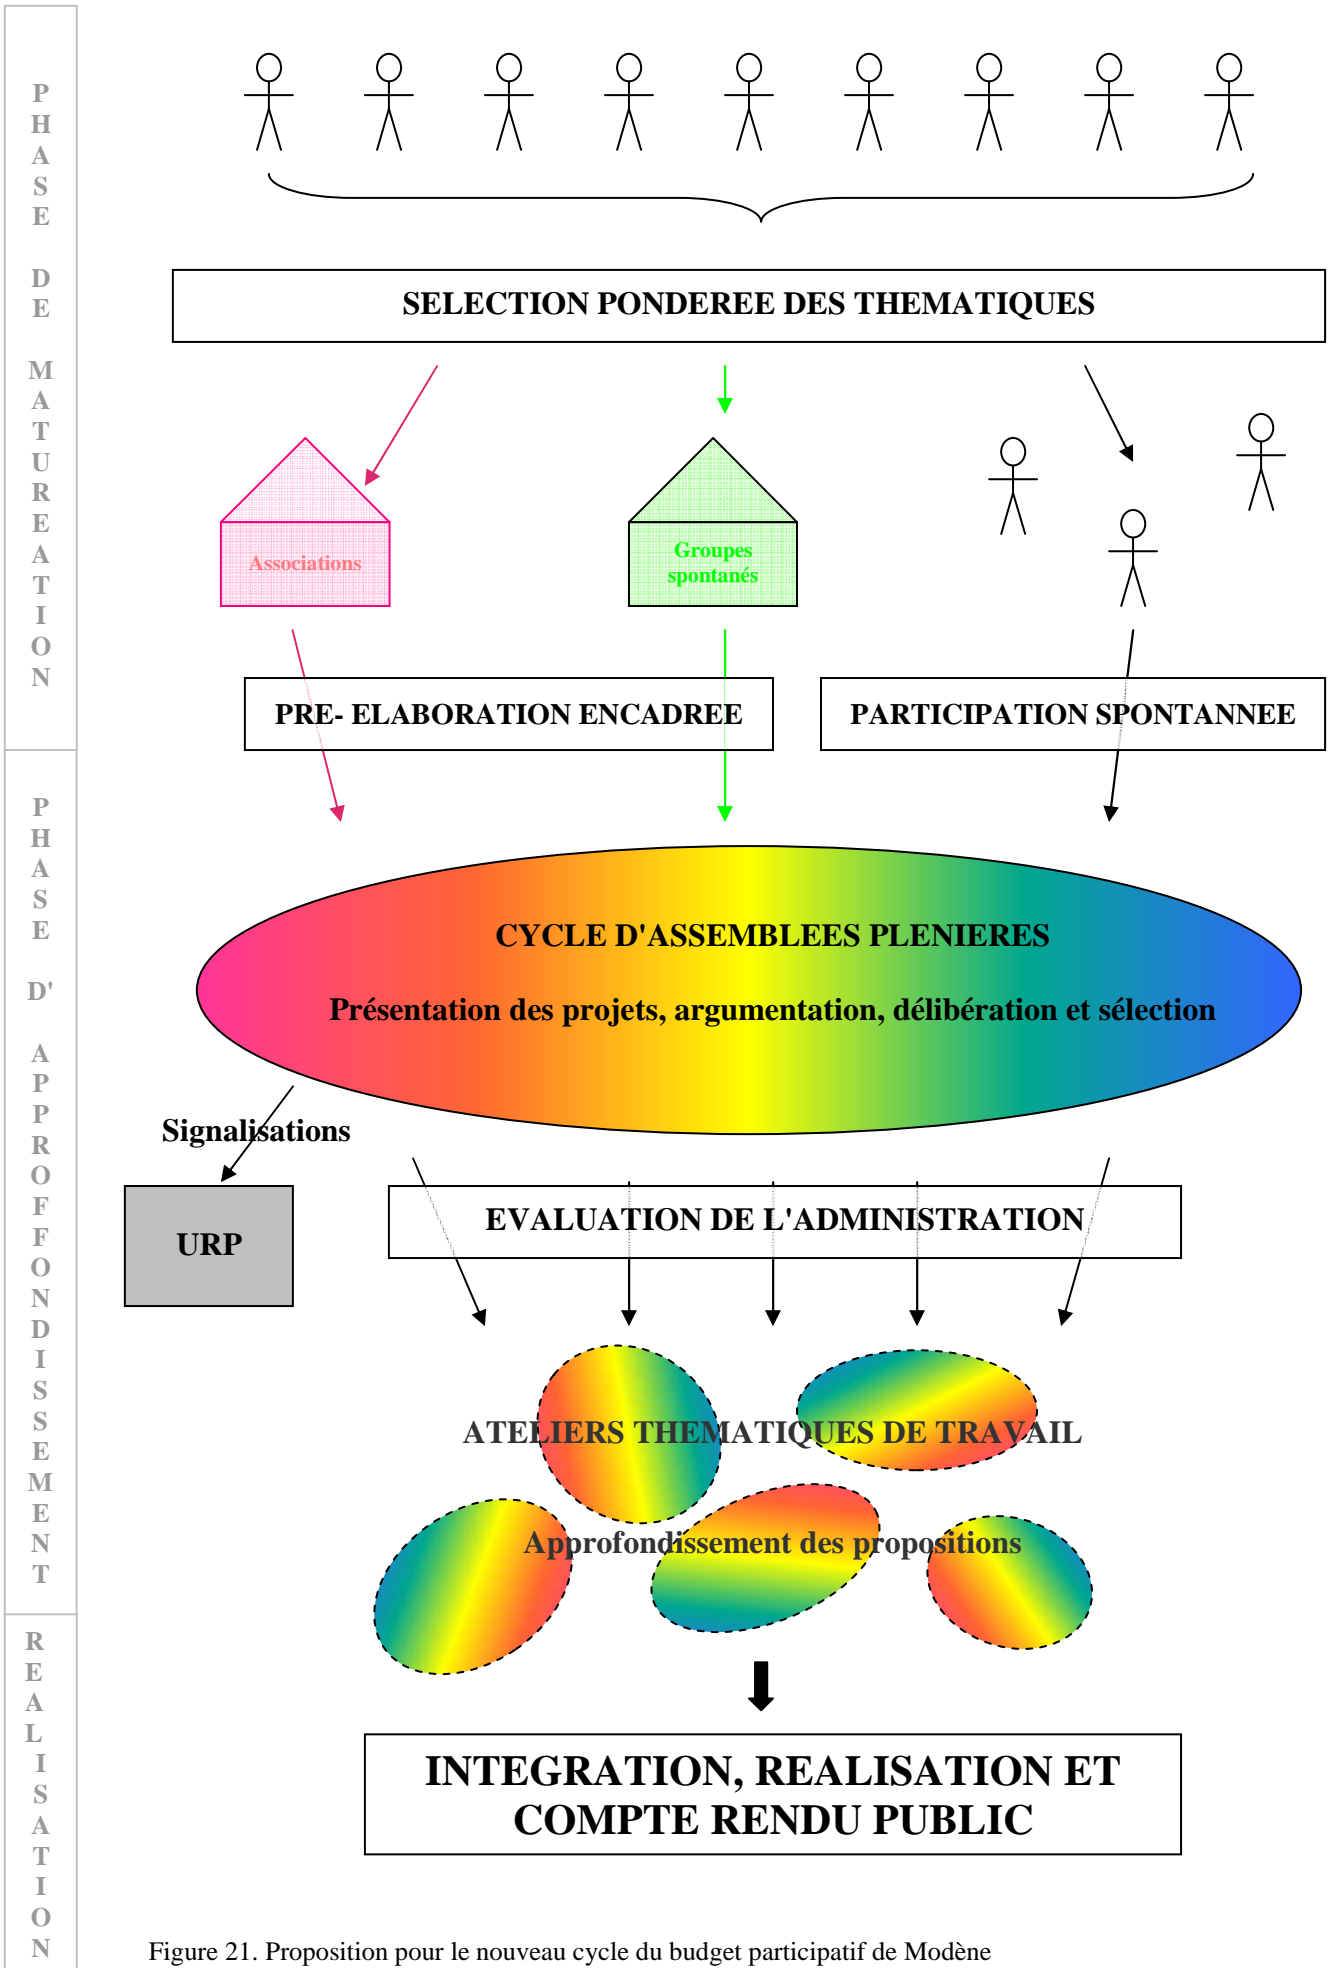 PHASE DE MATUREATION
SELECTION PONDEREE DES THEMATIQUES
Associations
Groupes
spontanés
PRE- ELABORATION ENCADREE
PARTICIPATION SPONTANNEE
PHASE D' APPROFFONDISSEMENT
CYCLE D'ASSEMBLEES PLENIERES
Présentation des projets, argumentation, délibération et sélection
Signalisations
URP
EVALUATION DE L'ADMINISTRATION
ATELIERS THEMATIQUES DE TRAVAIL
Approfondissement des propositions
REALISATION
INTEGRATION, REALISATION ET
COMPTE RENDU PUBLIC
Figure 21. Proposition pour le nouveau cycle du budget participatif de Modène